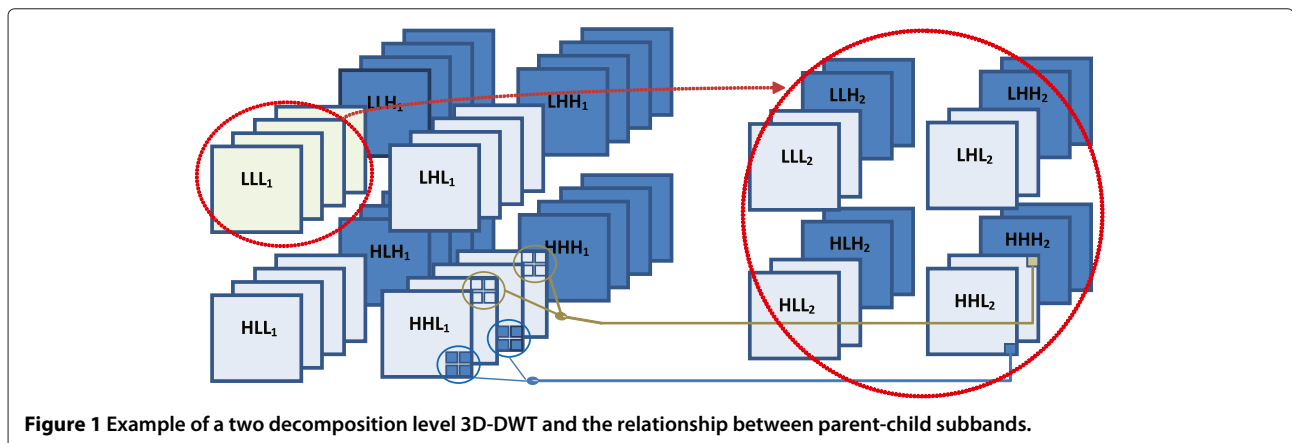 LLH₁
LHH₁
LLL₁
LHL₁
HLH₁
HHH₁
HLL₁
HHL₁
LLH₂
LHH₂
LLL₂
LHL₂
HLH₂
HHH₂
HLL₂
HHL₂
Figure 1 Example of a two decomposition level 3D-DWT and the relationship between parent-child subbands.